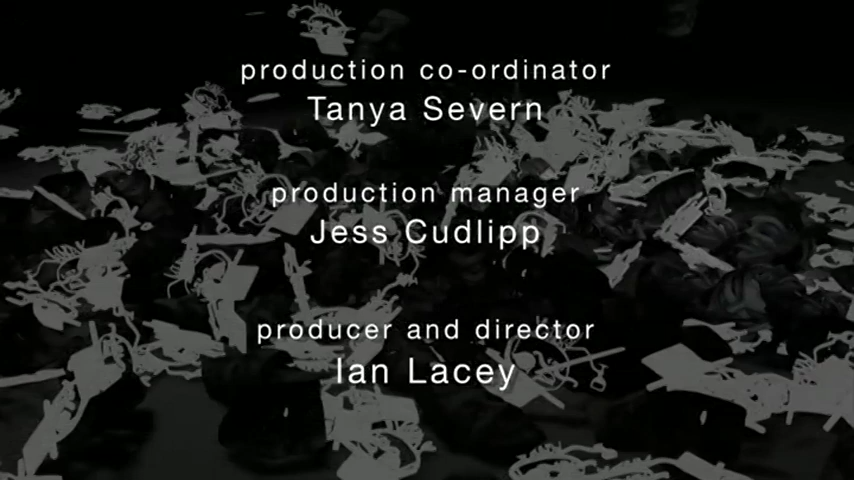 production co-ordinator
Tanya Severn
production manager
Jess Cudlipp
producer and director
Ian Lacey